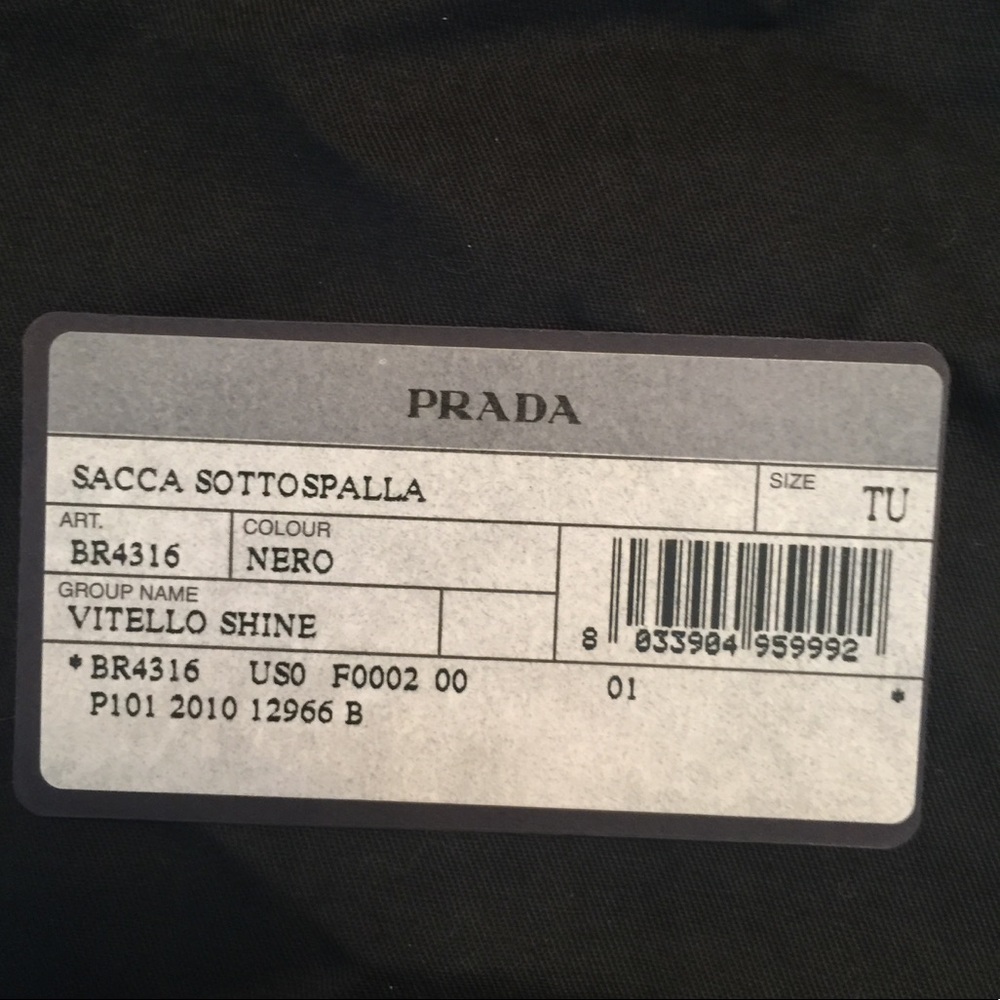 PRADA
SACCA SOTTOSPALLA
SIZE TU
ART. COLOUR
BR4316 NERO
GROUP NAME
VITELLO SHINE
8 033904 959992
* BR4316 US0 F0002 00 01 *
P101 2010 12966 B